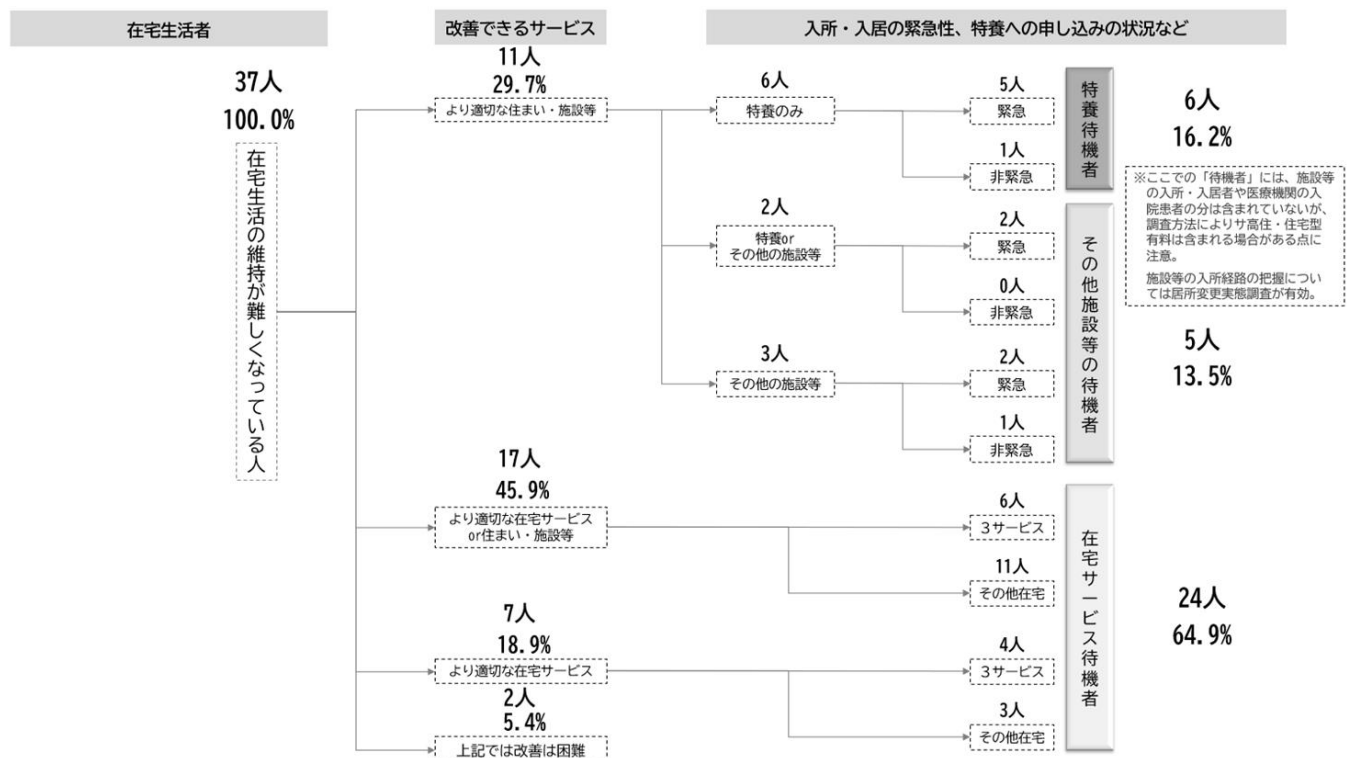 在宅生活者
改善できるサービス
入所・入居の緊急性、特養への申し込みの状況など
37人
100.0%
在宅生活の維持が難しくなっている人
11人
29.7%
より適切な住まい・施設等
6人
特養のみ
5人
緊急
1人
非緊急
特養待機者
6人
16.2%
※ここでの「待機者」には、施設等
の入所・入居者や医療機関の入
院患者の分は含まれていないが、
調査方法によりサ高住・住宅型
有料は含まれる場合がある点に
注意。
施設等の入所経路の把握につい
ては居所変更実態調査が有効。
2人
特養or
その他の施設等
2人
緊急
0人
非緊急
3人
その他の施設等
2人
緊急
1人
非緊急
その他施設等の待機者
5人
13.5%
17人
45.9%
より適切な在宅サービス
or住まい・施設等
6人
3サービス
11人
その他在宅
7人
18.9%
より適切な在宅サービス
4人
3サービス
3人
その他在宅
在宅サービス待機者
24人
64.9%
2人
5.4%
上記では改善は困難